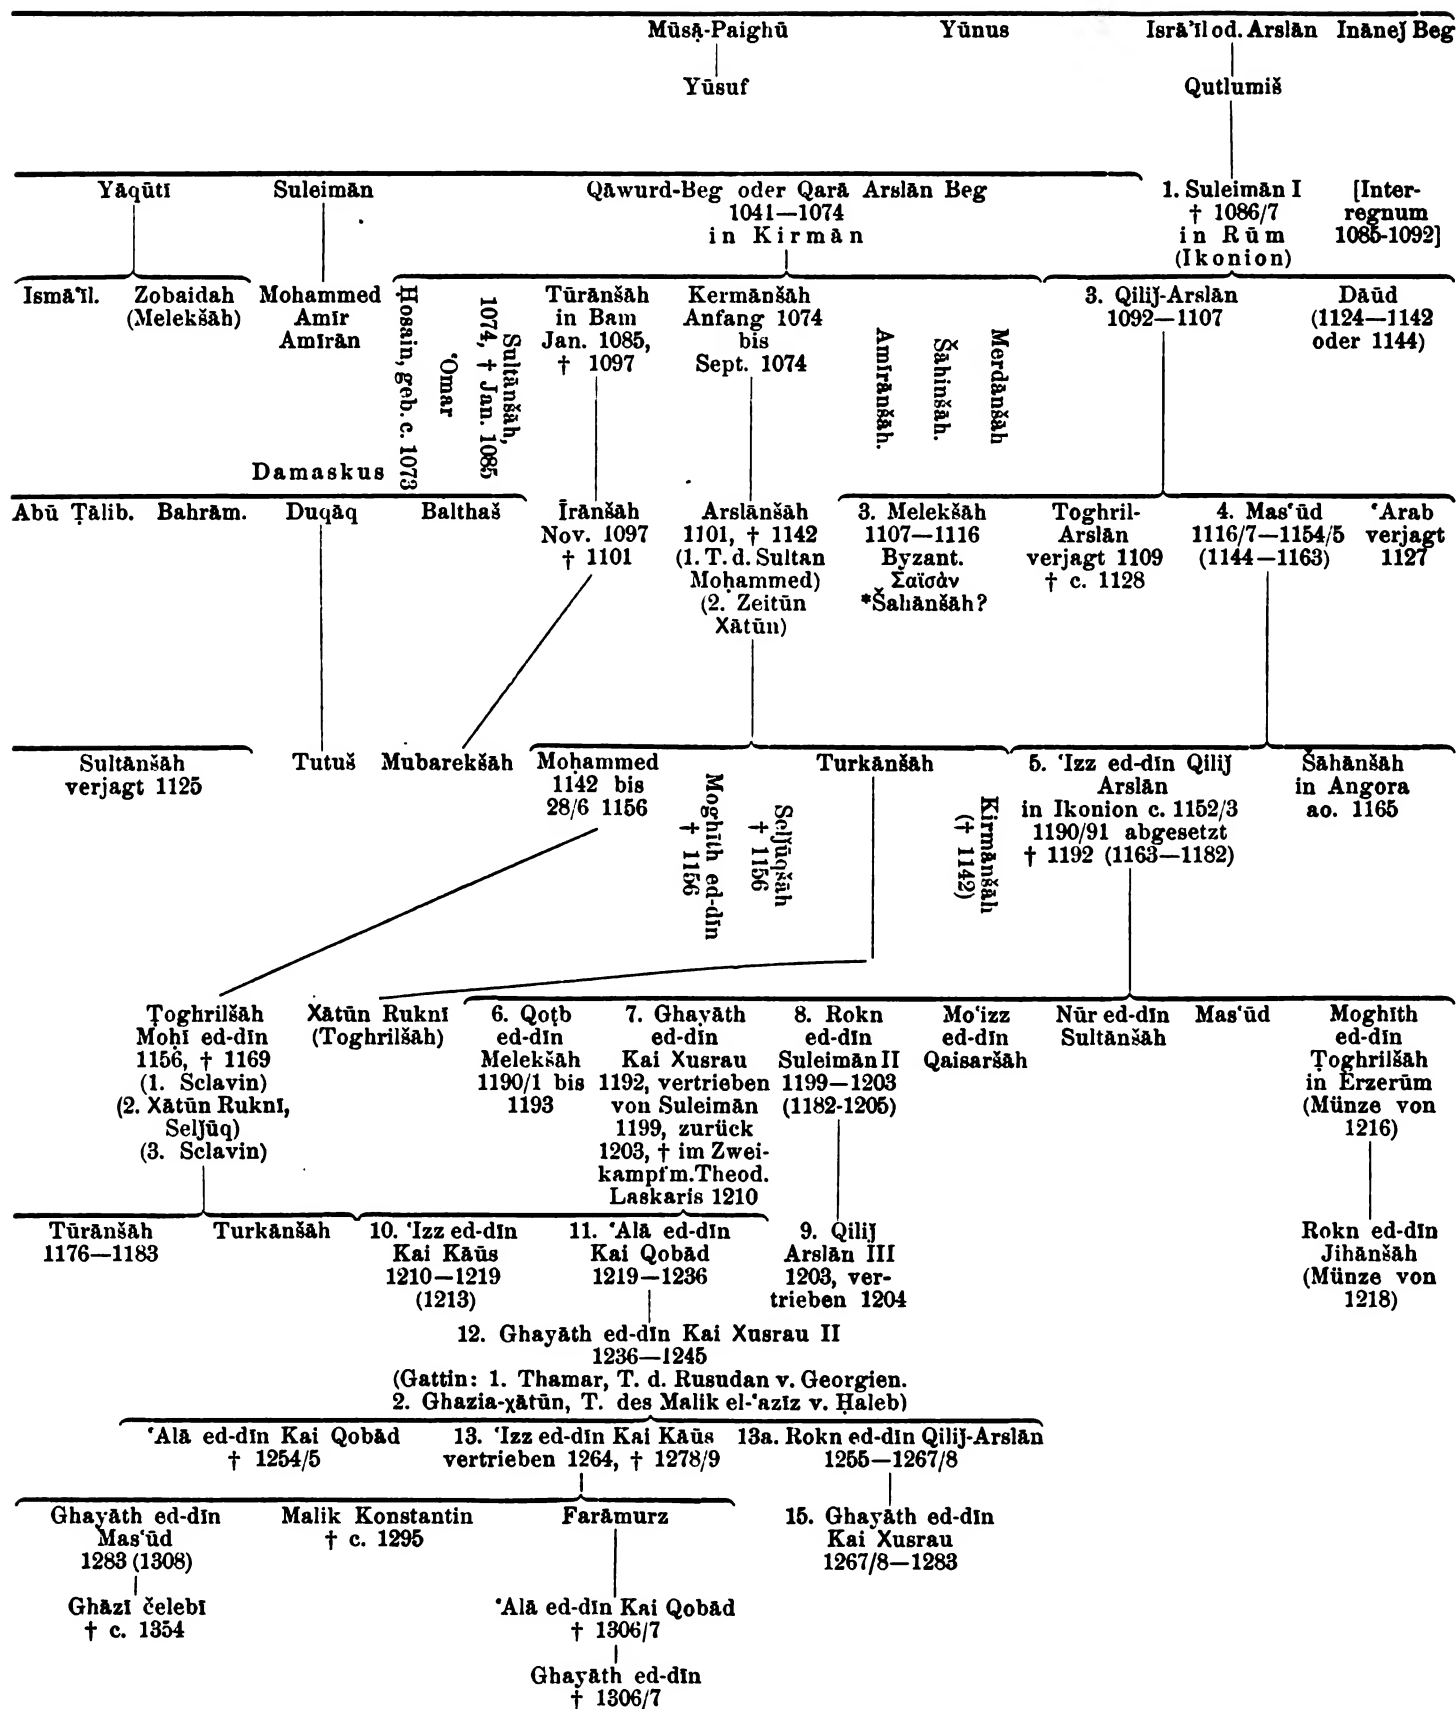 Mūsạ-Paighū Yūnus Isrā’īl od. Arslān Ināneǰ Beg
Yūsuf Qutlumiš
Yāqūtī Suleimān Qāwurd-Beg oder Qarā Arslān Beg 1. Suleimān I [Inter-
1041—1074 † 1086/7 regnum
in Kirmān in Rūm 1085-1092]
(Ikonion)
Ismā‘īl. Zobaidah Mohammed Tūrānšāh Kermānšāh 3. Qilīǰ-Arslān Dāūd
(Melekšāh) Amīr in Bam Anfang 1074 1092—1107 (1124—1142
Amīrān Jan. 1085, bis oder 1144)
† 1097 Sept. 1074
Ḥosain, geb. c. 1073
‘Omar
Sultānšāh,
1074, † Jan. 1085
Amīrānšāh.
Šāhinšāh.
Merdānšāh
Damaskus
Abū Ṭālib. Bahrām. Duqāq Balthaš Īrānšāh Arslānšāh 3. Melekšāh Toghril- 4. Mas‘ūd ‘Arab
Nov. 1097 1101, † 1142 1107—1116 Arslān 1116/7—1154/5 verjagt
† 1101 (1. T. d. Sultan Byzant. verjagt 1109 (1144—1163) 1127
Moḥammed) Σαϊσὰν † c. 1128
(2. Zeitūn *Šahānšāh?
Xātūn)
Sultānšāh Tutuš Mubarekšāh Moḥammed Turkānšāh 5. ‘Izz ed-dīn Qilīǰ Šāhānšāh
verjagt 1125 1142 bis Arslān in Angora
28/6 1156 in Ikonion c. 1152/3 ao. 1165
1190/91 abgesetzt
† 1192 (1163—1182)
Moghīth ed-dīn
† 1156
Selǰūqšāh
† 1156
Kirmānšāh
(† 1142)
Ṭoghrilšāh Xātūn Ruknī 6. Qoṭb 7. Ghayāth 8. Rokn Mo‘izz Nūr ed-dīn Mas‘ūd Moghīth
Moḥī ed-dīn (Toghrilšāh) ed-dīn ed-dīn ed-dīn ed-dīn Sultānšāh ed-dīn
1156, † 1169 Melekšāh Kai Xusrau Suleimān II Qaisaršāh Ṭoghrilšāh
(1. Sclavin) 1190/1 bis 1192, vertrieben 1199—1203 in Erzerūm
(2. Xātūn Ruknī, 1193 von Suleimān (1182-1205) (Münze von
Selǰūq) 1199, zurück 1216)
(3. Sclavin) 1203, † im Zwei-
kampf m. Theod.
Laskaris 1210
Tūrānšāh Turkānšāh 10. ‘Izz ed-dīn 11. ‘Alā ed-dīn 9. Qilīǰ Rokn ed-dīn
1176—1183 Kai Kāūs Kai Qobād Arslān III Jihānšāh
1210—1219 1219—1236 1203, ver- (Münze von
(1213) trieben 1204 1218)
12. Ghayāth ed-dīn Kai Xusrau II
1236—1245
(Gattin: 1. Thamar, T. d. Rusudan v. Georgien.
2. Ghazia-χātūn, T. des Malik el-‘azīz v. Ḥaleb)
‘Alā ed-dīn Kai Qobād 13. ‘Izz ed-dīn Kai Kāūs 13a. Rokn ed-dīn Qilīǰ-Arslān
† 1254/5 vertrieben 1264, † 1278/9 1255—1267/8
Ghayāth ed-dīn Malik Konstantin Farāmurz 15. Ghayāth ed-dīn
Mas‘ūd † c. 1295 Kai Xusrau
1283 (1308) 1267/8—1283
Ghāzī čelebī ‘Alā ed-dīn Kai Qobād
† c. 1354 † 1306/7
Ghayāth ed-dīn
† 1306/7